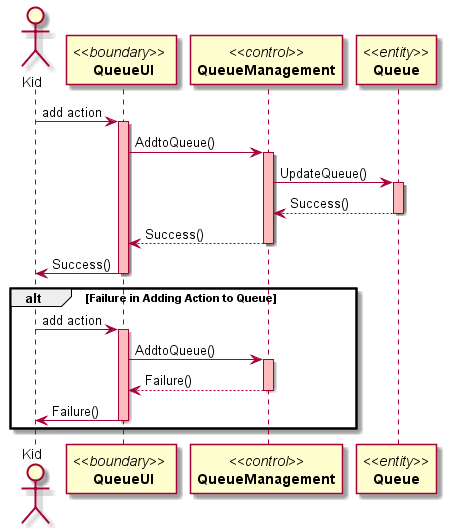 Kid
<<boundary>>
QueueUI
<<control>>
QueueManagement
<<entity>>
Queue
add action
AddtoQueue()
UpdateQueue()
Success()
Success()
Success()
alt [Failure in Adding Action to Queue]
add action
AddtoQueue()
Failure()
Failure()
Kid
<<boundary>>
QueueUI
<<control>>
QueueManagement
<<entity>>
Queue